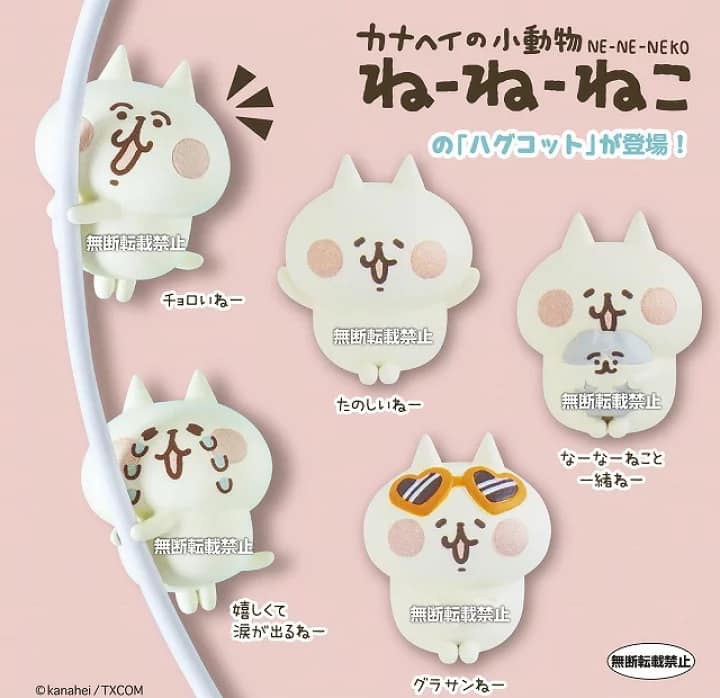 カナヘイの小動物 NE-NE-NEKO
ねーねーねこ
の「ハグコット」が登場！
無断転載禁止
チョロいねー
無断転載禁止
たのしいねー
無断転載禁止
なーなーねこと
一緒ねー
無断転載禁止
嬉しくて
涙が出るねー
無断転載禁止
グラサンねー
無断転載禁止
©kanahei / TXCOM